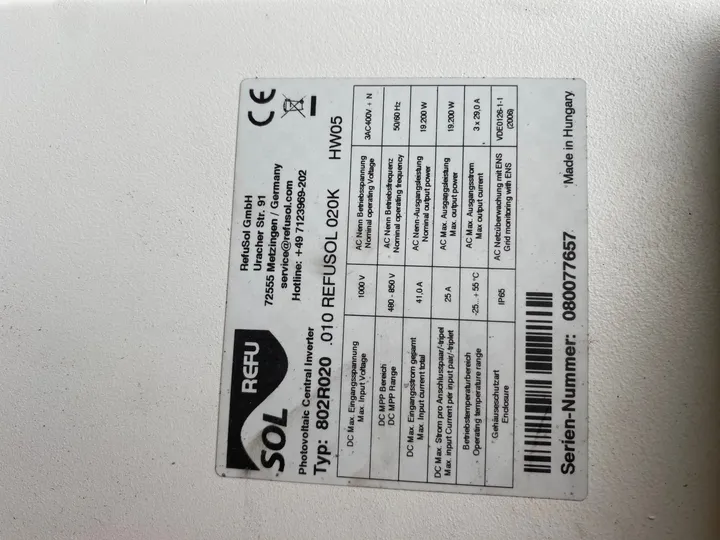 REFU
SOL
RefuSol GmbH
Uracher Str. 91
72555 Metzingen / Germany
service@refusol.com
Hotline: +49 7123969-202
CE
Photovoltaic Central Inverter
Typ: 802R020 .010 REFUSOL 020K HW05
DC Max. Eingangsspannung
Max. Input Voltage
1000 V
AC Nenn Betriebsspannung
Nominal operating Voltage
3AC400V + N
DC MPP Bereich
DC MPP Range
480 - 850 V
AC Nenn Betriebsfrequenz
Nominal operating frequency
50/60 Hz
DC Max. Eingangsstrom gesamt
Max. Input current total
41,0 A
AC Nenn-Ausgangsleistung
Nominal output power
19.200 W
DC Max. Strom pro Anschlusspaar/-tripel
Max. input Current per input pair/-triplet
25 A
AC Max. Ausgangsleistung
Max. output power
19.200 W
Betriebstemperaturbereich
Operating temperature range
-25...+ 55 °C
AC Max. Ausgangsstrom
Max output current
3 x 29,0 A
Gehäuseschutzart
Enclosure
IP65
AC Netzüberwachung mit ENS
Grid monitoring with ENS
VDE0126-1-1
(2006)
Serien-Nummer: 080077657
Made in Hungary